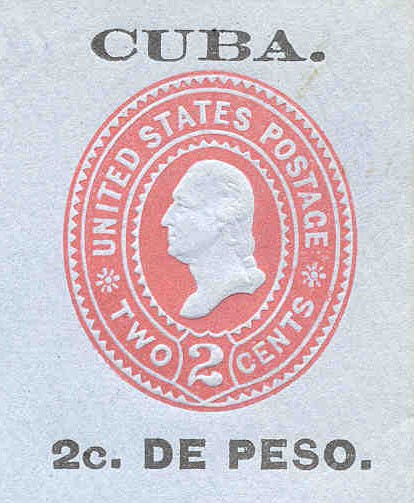 CUBA.
UNITED STATES POSTAGE
TWO 2 CENTS
2c. DE PESO.